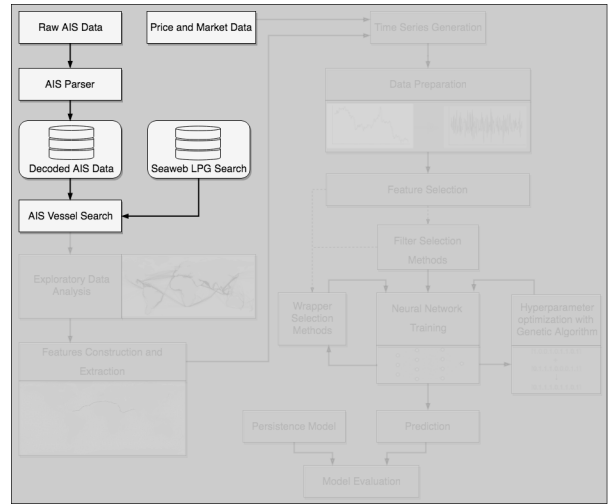 Raw AIS Data
Price and Market Data
Time Series Generation
AIS Parser
Data Preparation
Decoded AIS Data
Seaweb LPG Search
Feature Selection
AIS Vessel Search
Filter Selection
Methods
Exploratory Data
Analysis
Wrapper
Selection
Methods
Neural Network
Training
Hyperparameter
optimization with
Genetic Algorithm
Features Construction and
Extraction
Persistence Model
Prediction
Model Evaluation